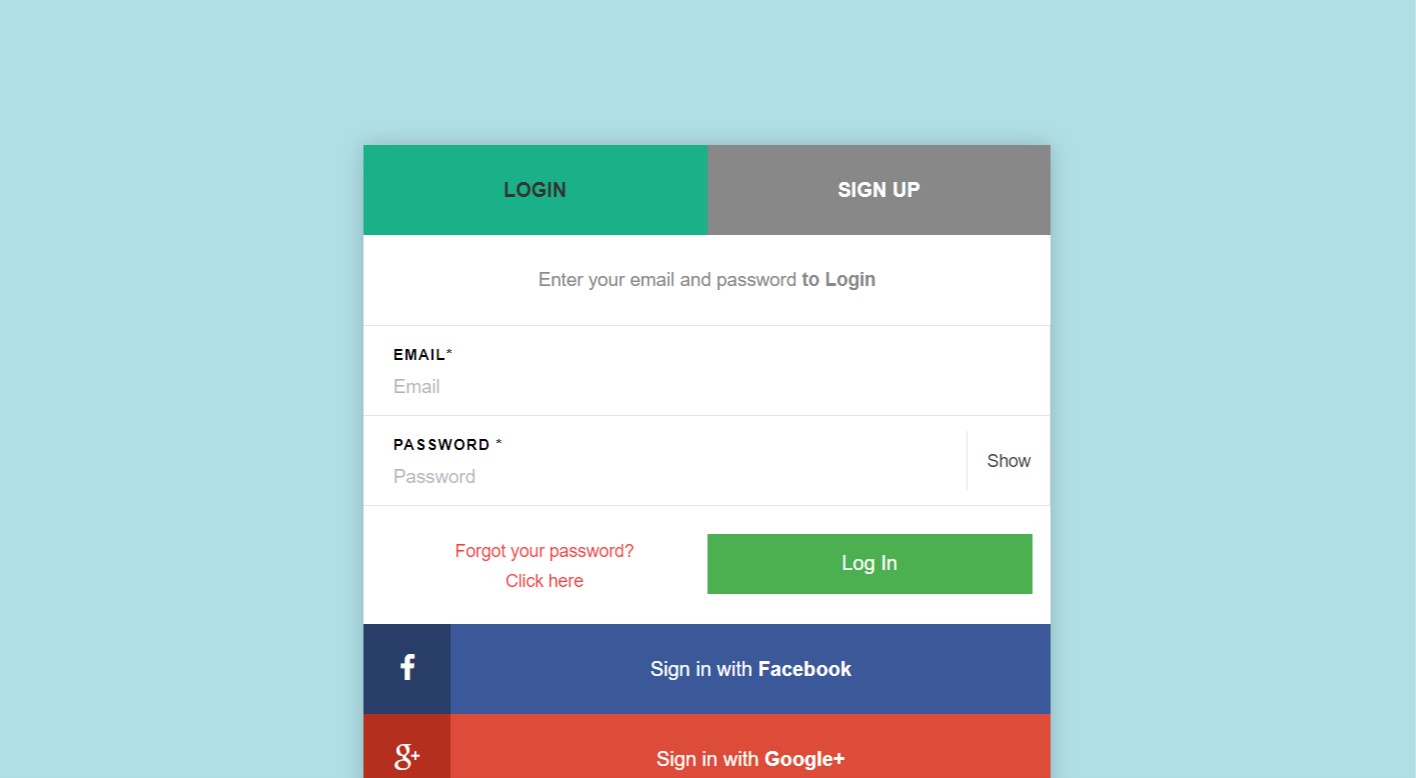 LOGIN
SIGN UP
Enter your email and password to Login
EMAIL*
Email
PASSWORD *
Password
Show
Forgot your password?
Click here
Log In
f
Sign in with Facebook
g+
Sign in with Google+